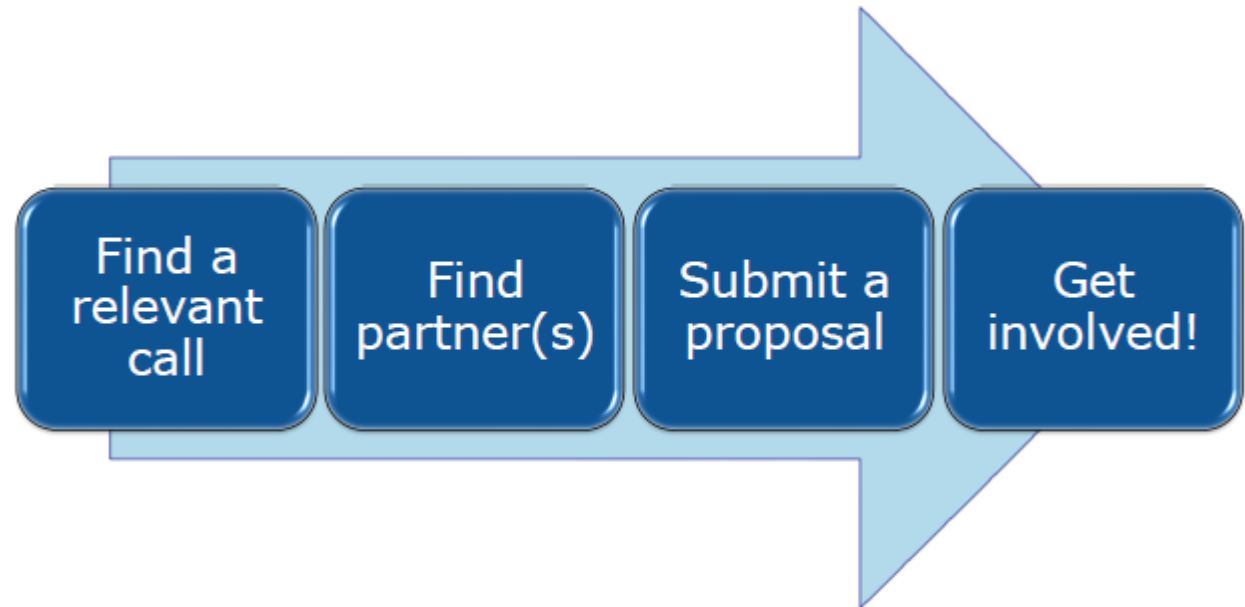 Find a
relevant
call
Find
partner(s)
Submit a
proposal
Get
involved!